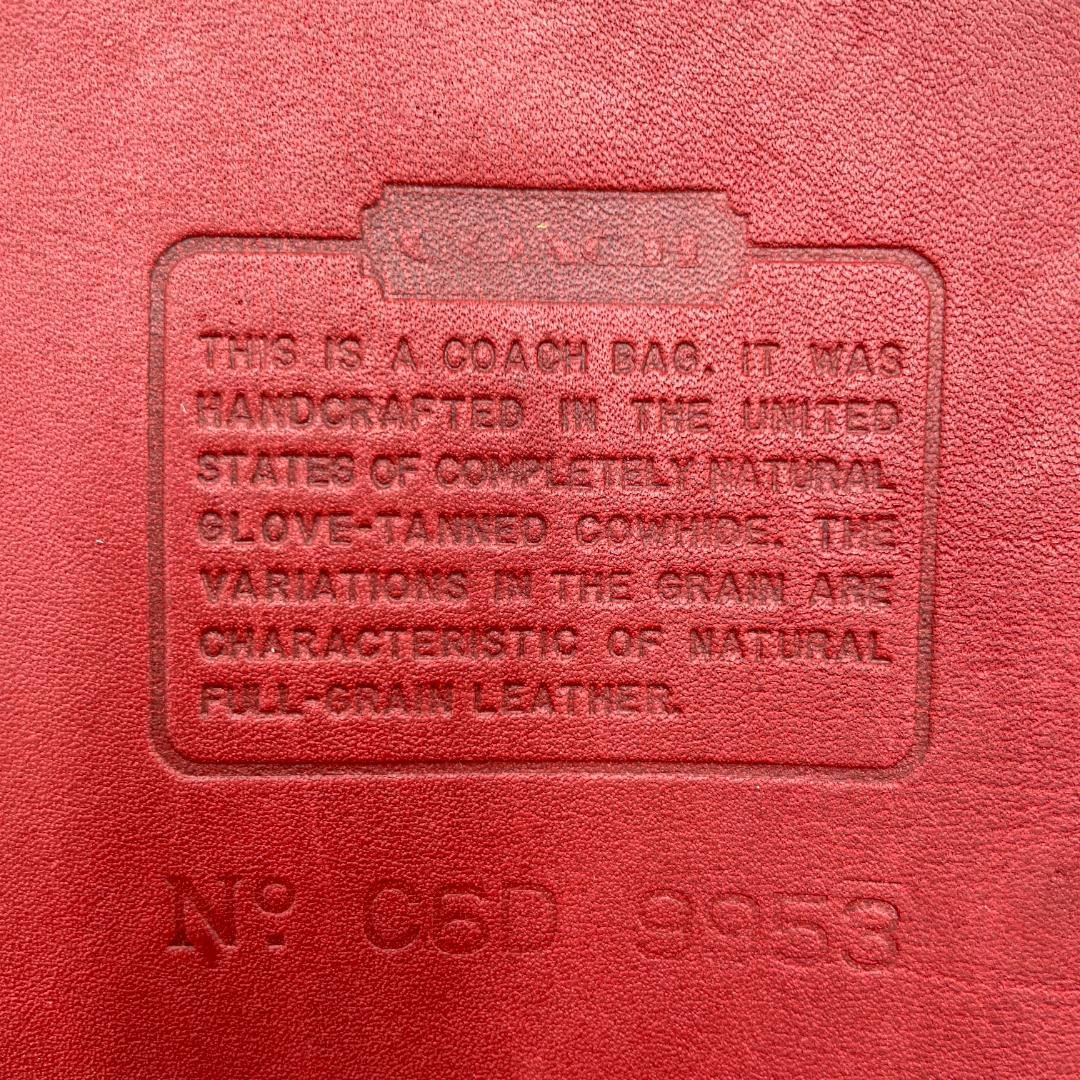 COACH
THIS IS A COACH BAG. IT WAS
HANDCRAFTED IN THE UNITED
STATES OF COMPLETELY NATURAL
GLOVE-TANNED COWHIDE. THE
VARIATIONS IN THE GRAIN ARE
CHARACTERISTIC OF NATURAL
FULL-GRAIN LEATHER.
Nº C6D 9953